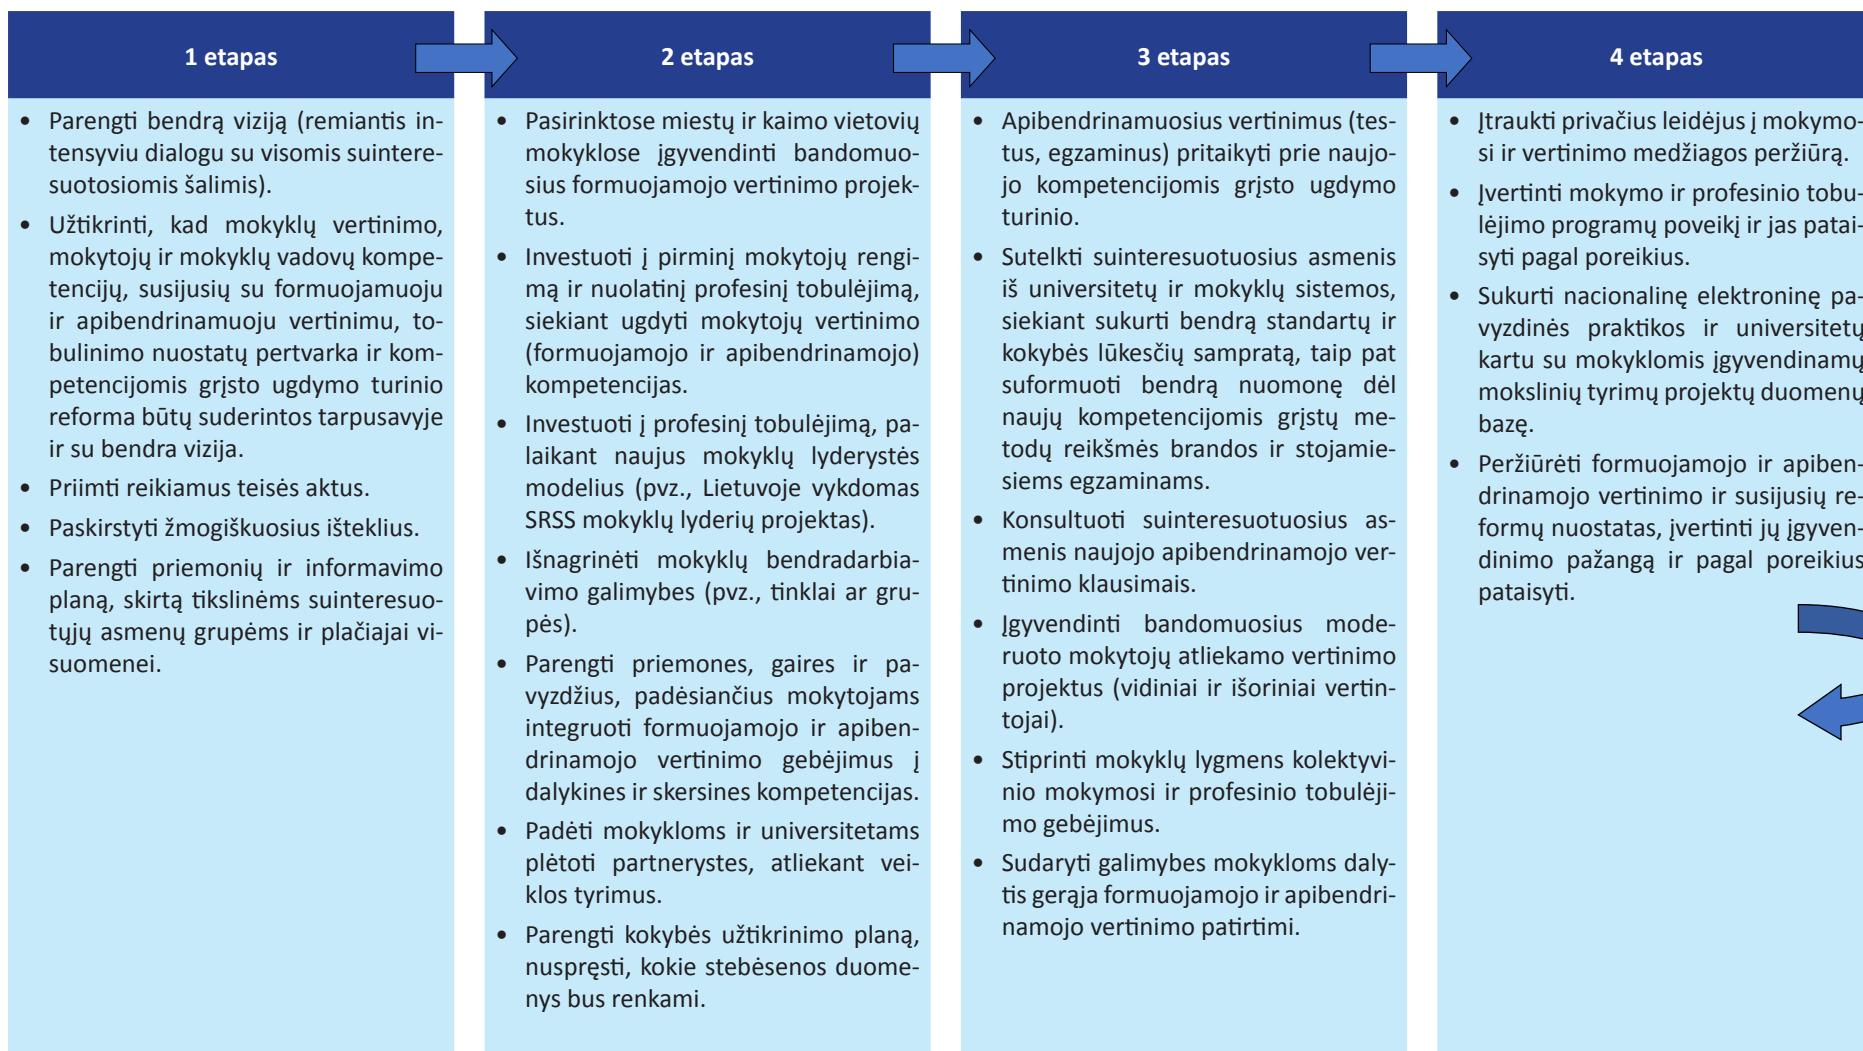 1 etapas
• Parengti bendrą viziją (remiantis in-
tensyviu dialogu su visomis suintere-
suotosiomis šalimis).
• Užtikrinti, kad mokyklų vertinimo,
mokytojų ir mokyklų vadovų kompe-
tencijų, susijusių su formuojamuoju
ir apibendrinamuoju vertinimu, to-
bulinimo nuostatų pertvarka ir kom-
petencijomis grįsto ugdymo turinio
reforma būtų suderintos tarpusavyje
ir su bendra vizija.
• Priimti reikiamus teisės aktus.
• Paskirstyti žmogiškuosius išteklius.
• Parengti priemonių ir informavimo
planą, skirtą tikslinėms suinteresuo-
tųjų asmenų grupėms ir plačiajai vi-
suomenei.
2 etapas
• Pasirinktose miestų ir kaimo vietovių
mokyklose įgyvendinti bandomuo-
sius formuojamojo vertinimo projek-
tus.
• Investuoti į pirminį mokytojų rengi-
mą ir nuolatinį profesinį tobulėjimą,
siekiant ugdyti mokytojų vertinimo
(formuojamojo ir apibendrinamojo)
kompetencijas.
• Investuoti į profesinį tobulėjimą, pa-
laikant naujus mokyklų lyderystės
modelius (pvz., Lietuvoje vykdomas
SRSS mokyklų lyderių projektas).
• Išnagrinėti mokyklų bendradarbia-
vimo galimybes (pvz., tinklai ar gru-
pės).
• Parengti priemones, gaires ir pa-
vyzdžius, padėsiančius mokytojams
integruoti formuojamojo ir apiben-
drinamojo vertinimo gebėjimus į
dalykines ir skersines kompetencijas.
• Padėti mokykloms ir universitetams
plėtoti partnerystes, atliekant vei-
klos tyrimus.
• Parengti kokybės užtikrinimo planą,
nuspręsti, kokie stebėsenos duome-
nys bus renkami.
3 etapas
• Apibendrinamuosius vertinimus (tes-
tus, egzaminus) pritaikyti prie naujo-
jo kompetencijomis grįsto ugdymo
turinio.
• Sutelkti suinteresuotuosius asmenis
iš universitetų ir mokyklų sistemos,
siekiant sukurti bendrą standartų ir
kokybės lūkesčių sampratą, taip pat
suformuoti bendrą nuomonę dėl
naujų kompetencijomis grįstų me-
todų reikšmės brandos ir stojamie-
siems egzaminams.
• Konsultuoti suinteresuotuosius as-
menis naujojo apibendrinamojo ver-
tinimo klausimais.
• Įgyvendinti bandomuosius mode-
ruoto mokytojų atliekamo vertinimo
projektus (vidiniai ir išoriniai vertin-
tojai).
• Stiprinti mokyklų lygmens kolektyvi-
nio mokymosi ir profesinio tobulėji-
mo gebėjimus.
• Sudaryti galimybes mokykloms daly-
tis gerąja formuojamojo ir apibendri-
namojo vertinimo patirtimi.
4 etapas
• Įtraukti privačius leidėjus į mokymo-
si ir vertinimo medžiagos peržiūrą.
• Įvertinti mokymo ir profesinio tobu-
lėjimo programų poveikį ir jas patai-
syti pagal poreikius.
• Sukurti nacionalinę elektroninę pa-
vyzdinės praktikos ir universitetų
kartu su mokyklomis įgyvendinamų
mokslinių tyrimų projektų duomenų
bazę.
• Peržiūrėti formuojamojo ir apiben-
drinamojo vertinimo ir susijusių re-
formų nuostatas, įvertinti jų įgyven-
dinimo pažangą ir pagal poreikius
pataisyti.